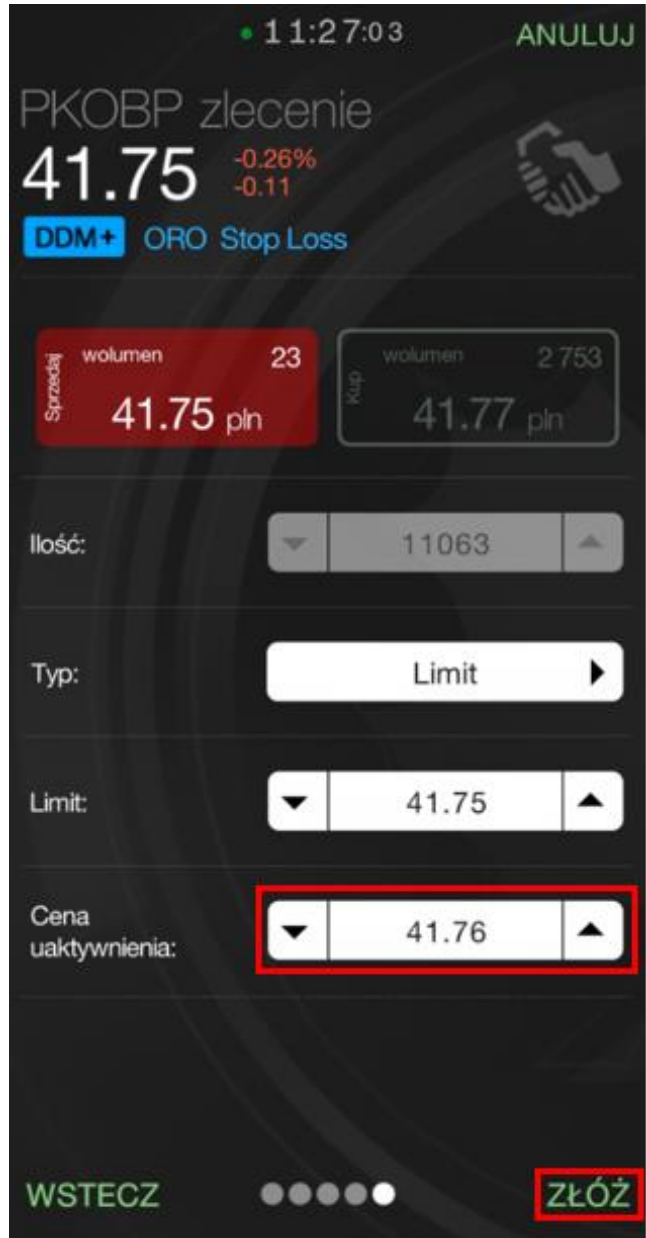 11:27:03 ANULUJ
PKOBP zlecenie
41.75 -0.26%
-0.11
DDM+ ORO Stop Loss
Sprzedaj wolumen 23
41.75 pln
Kup wolumen 2 753
41.77 pln
Ilość: 11063
Typ: Limit
Limit: 41.75
Cena
uaktywnienia: 41.76
WSTECZ ZŁÓŻ